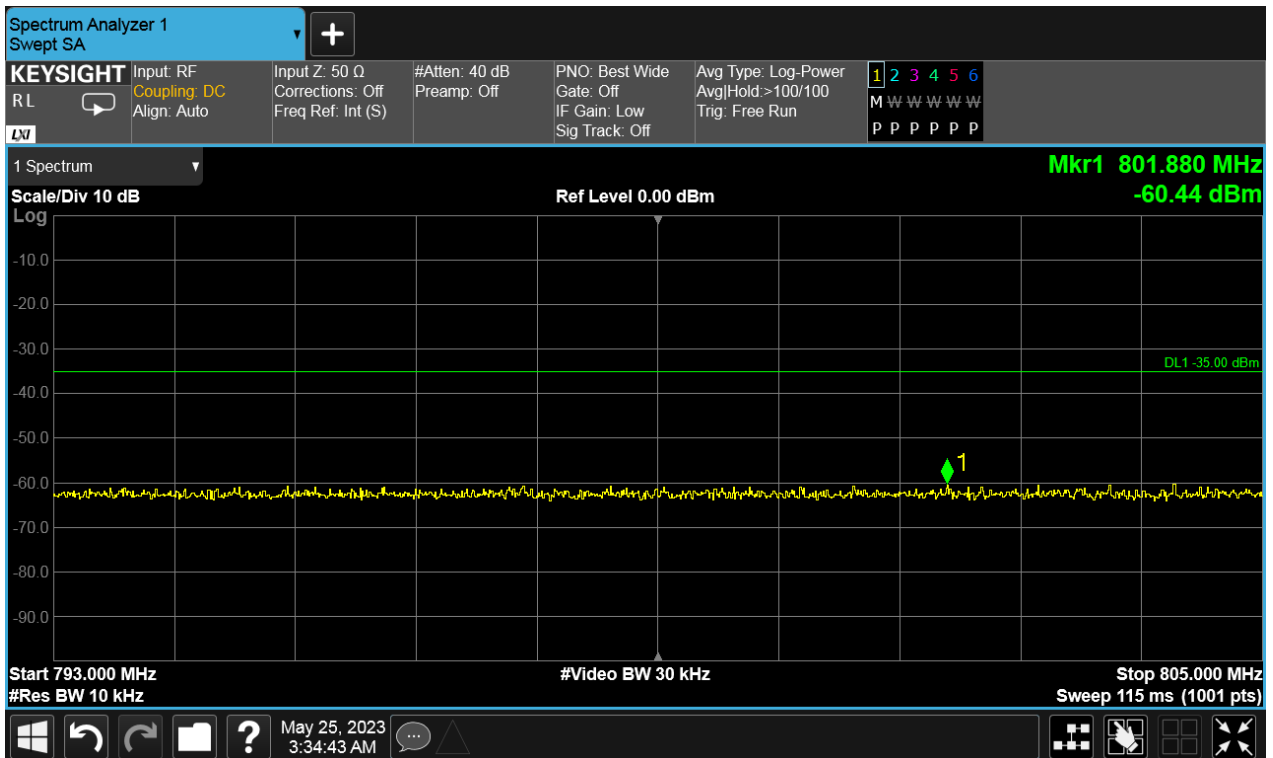 Spectrum Analyzer 1
Swept SA
KEYSIGHT
RL
LXI
Input: RF
Coupling: DC
Align: Auto
Input Z: 50 Ω
Corrections: Off
Freq Ref: Int (S)
#Atten: 40 dB
Preamp: Off
PNO: Best Wide
Gate: Off
IF Gain: Low
Sig Track: Off
Avg Type: Log-Power
Avg|Hold:>100/100
Trig: Free Run
1 2 3 4 5 6
M W W W W W
P P P P P P
1 Spectrum
Mkr1 801.880 MHz
-60.44 dBm
Scale/Div 10 dB
Ref Level 0.00 dBm
Log
-10.0
-20.0
-30.0
DL1 -35.00 dBm
-40.0
-50.0
1
-60.0
-70.0
-80.0
-90.0
Start 793.000 MHz
#Video BW 30 kHz
Stop 805.000 MHz
#Res BW 10 kHz
Sweep 115 ms (1001 pts)
?
May 25, 2023
3:34:43 AM